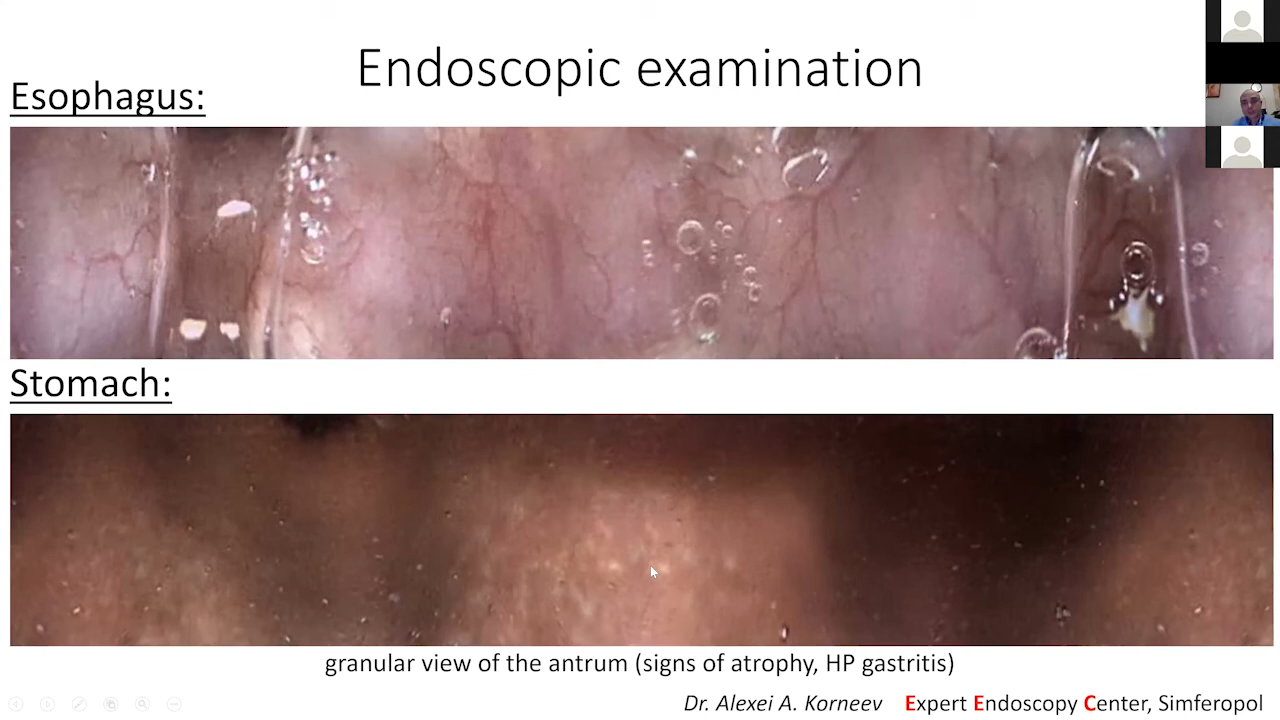 Endoscopic examination
Esophagus:
Stomach:
granular view of the antrum (signs of atrophy, HP gastritis)
Dr. Alexei A. Korneev Expert Endoscopy Center, Simferopol